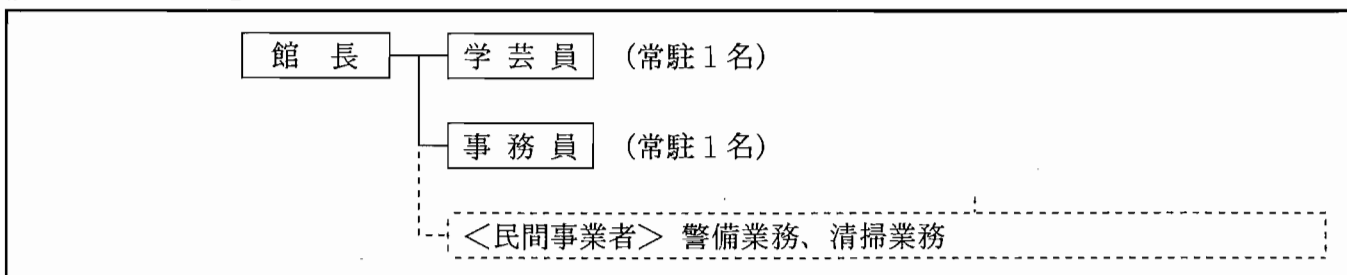 館長 学芸員 (常駐1名)
事務員 (常駐1名)
<民間事業者> 警備業務、清掃業務